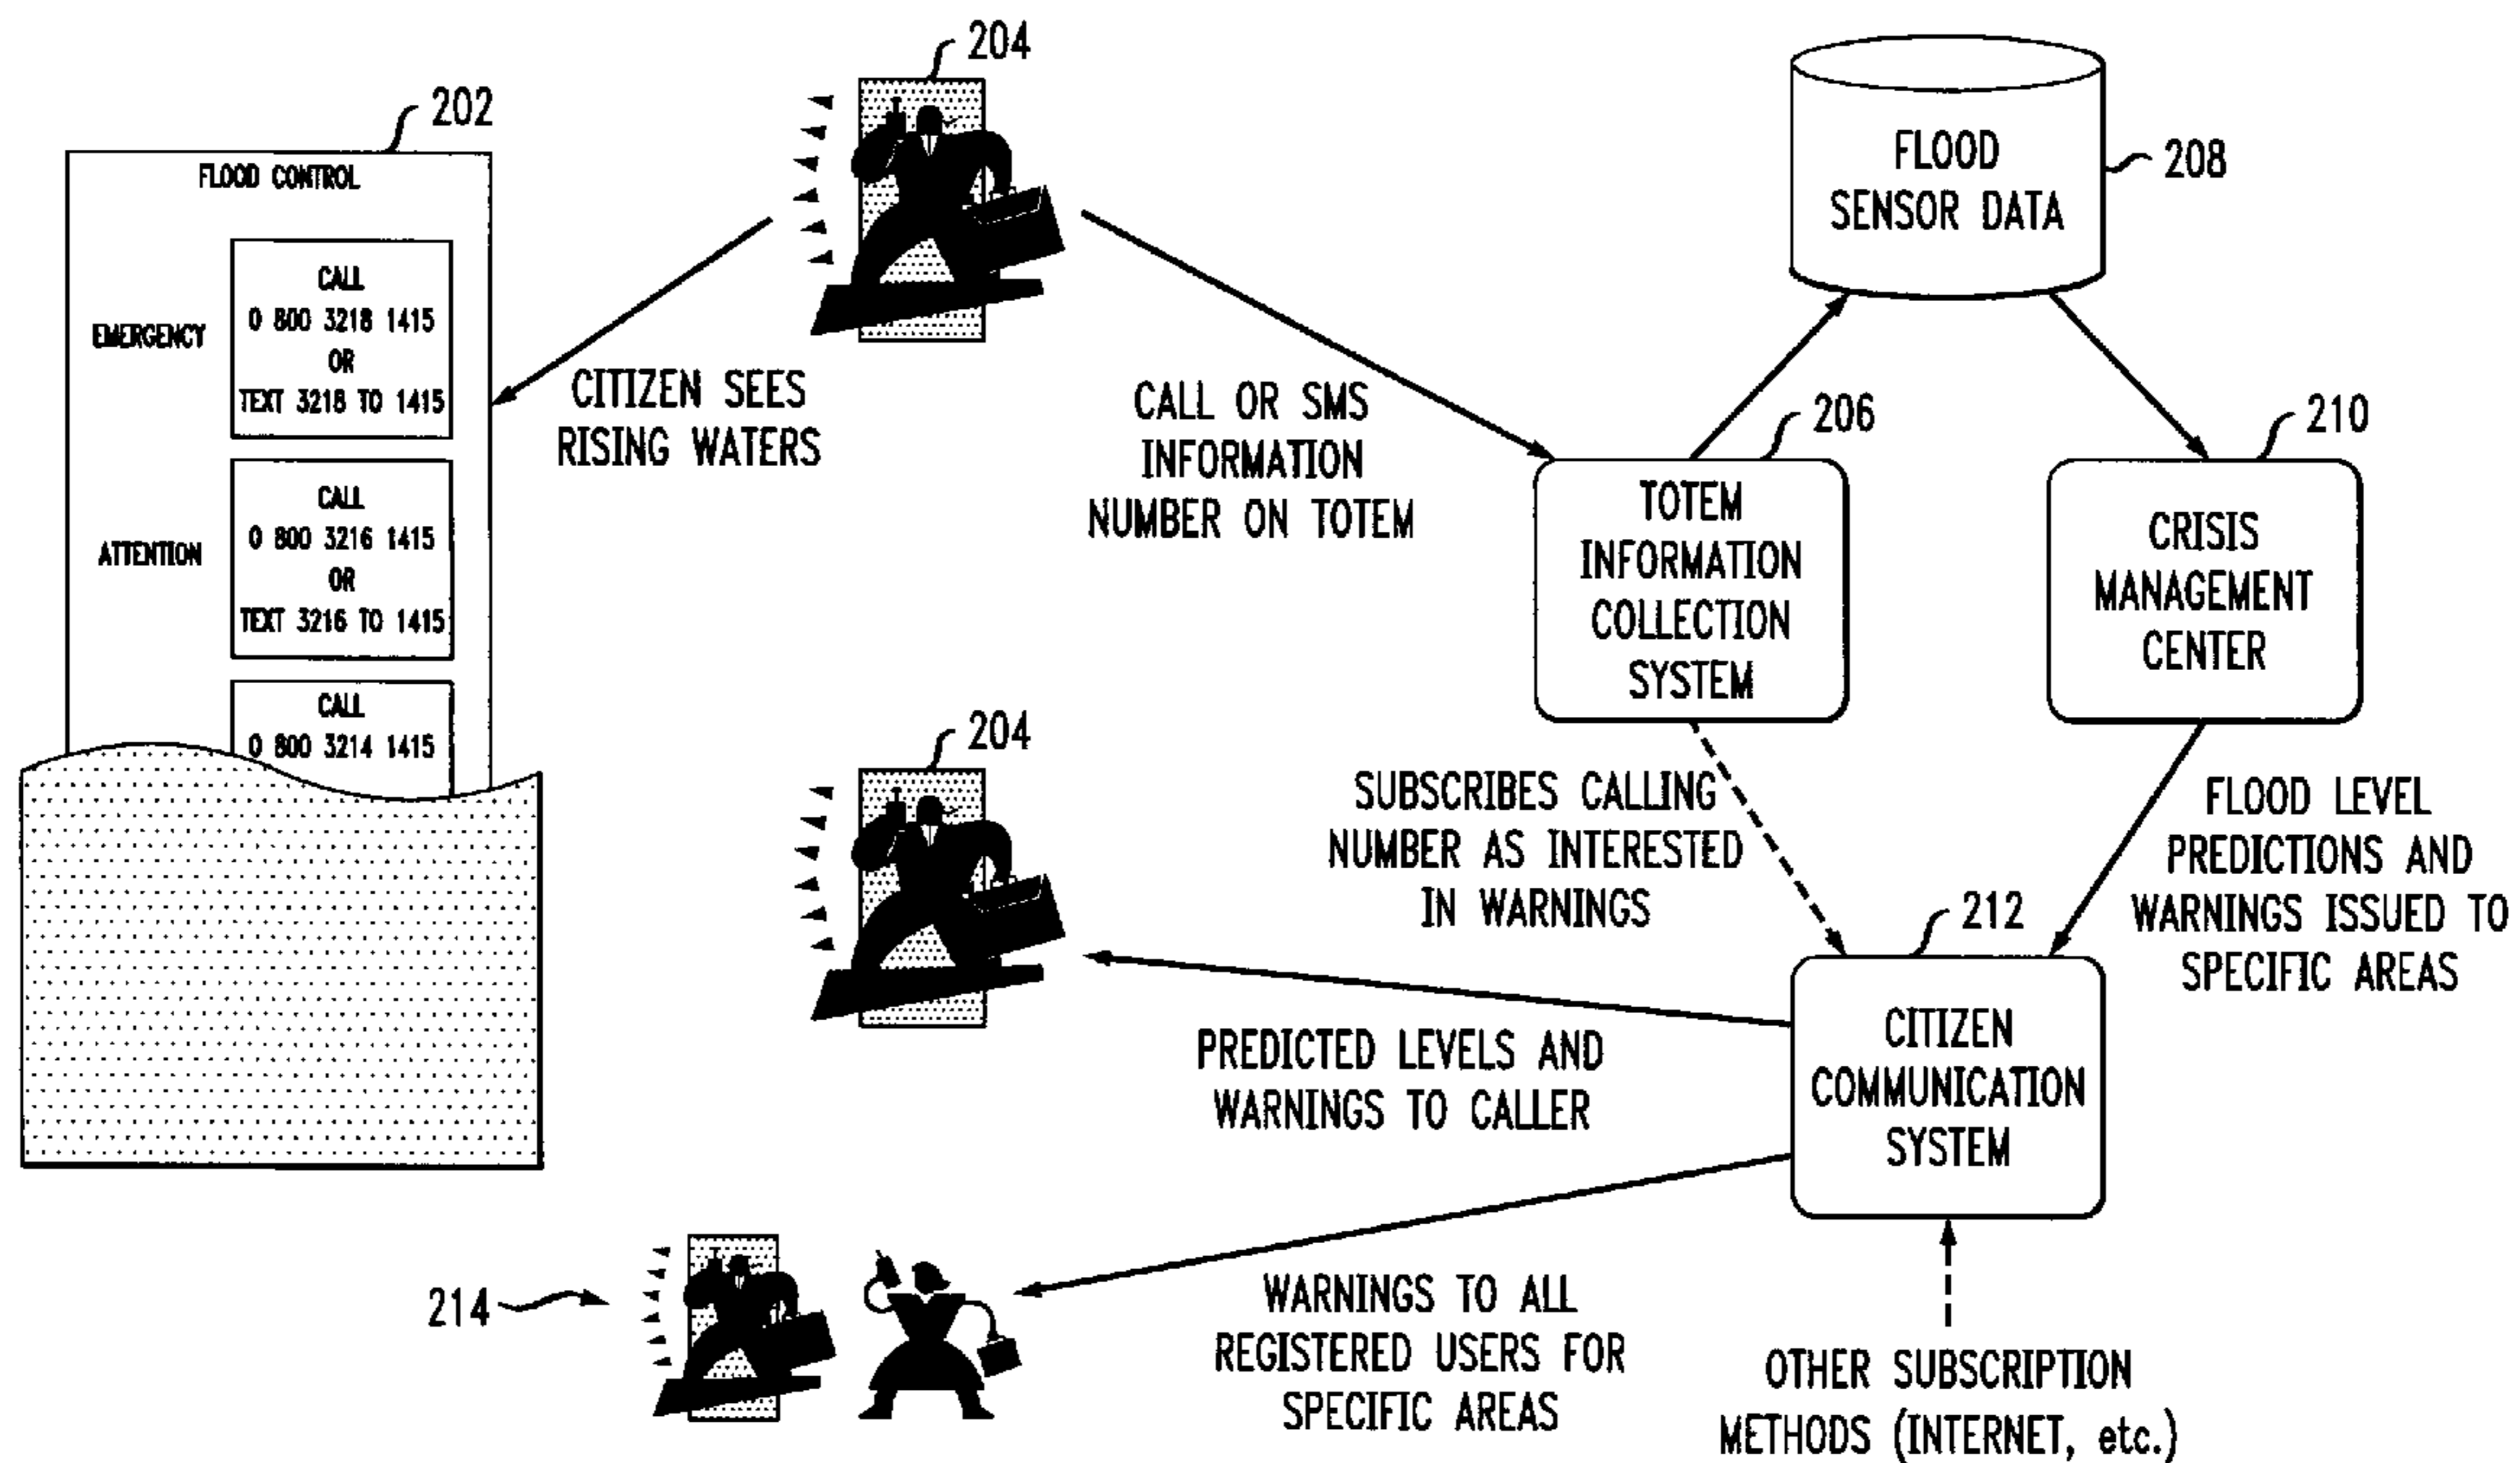 202
FLOOD CONTROL
EMERGENCY
CALL
0 800 3218 1415
OR
TEXT 3218 TO 1415
ATTENTION
CALL
0 800 3216 1415
OR
TEXT 3216 TO 1415
CALL
0 800 3214 1415
204
CITIZEN SEES
RISING WATERS
CALL OR SMS
INFORMATION
NUMBER ON TOTEM
FLOOD
SENSOR DATA
208
206
TOTEM
INFORMATION
COLLECTION
SYSTEM
210
CRISIS
MANAGEMENT
CENTER
204
SUBSCRIBES CALLING
NUMBER AS INTERESTED
IN WARNINGS
FLOOD LEVEL
PREDICTIONS AND
WARNINGS ISSUED TO
SPECIFIC AREAS
212
CITIZEN
COMMUNICATION
SYSTEM
PREDICTED LEVELS AND
WARNINGS TO CALLER
214
WARNINGS TO ALL
REGISTERED USERS FOR
SPECIFIC AREAS
OTHER SUBSCRIPTION
METHODS (INTERNET, etc.)